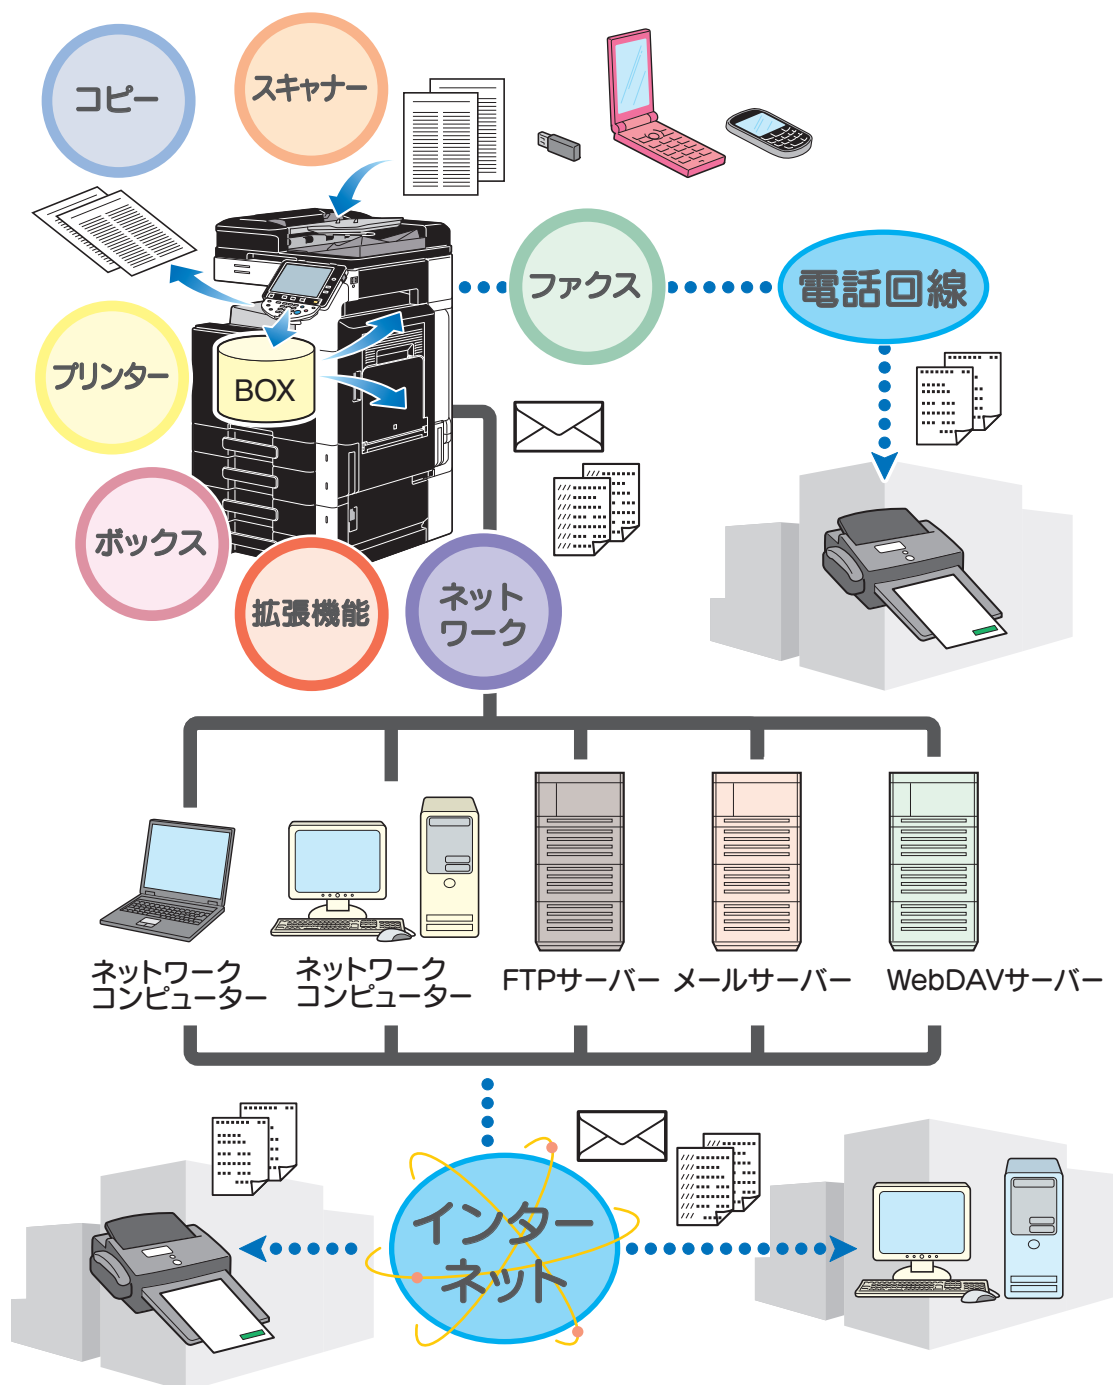 コピー
スキャナー
ファクス
電話回線
プリンター
BOX
ボックス
拡張機能
ネット
ワーク
ネットワーク
コンピューター
ネットワーク
コンピューター
FTPサーバー
メールサーバー
WebDAVサーバー
インター
ネット